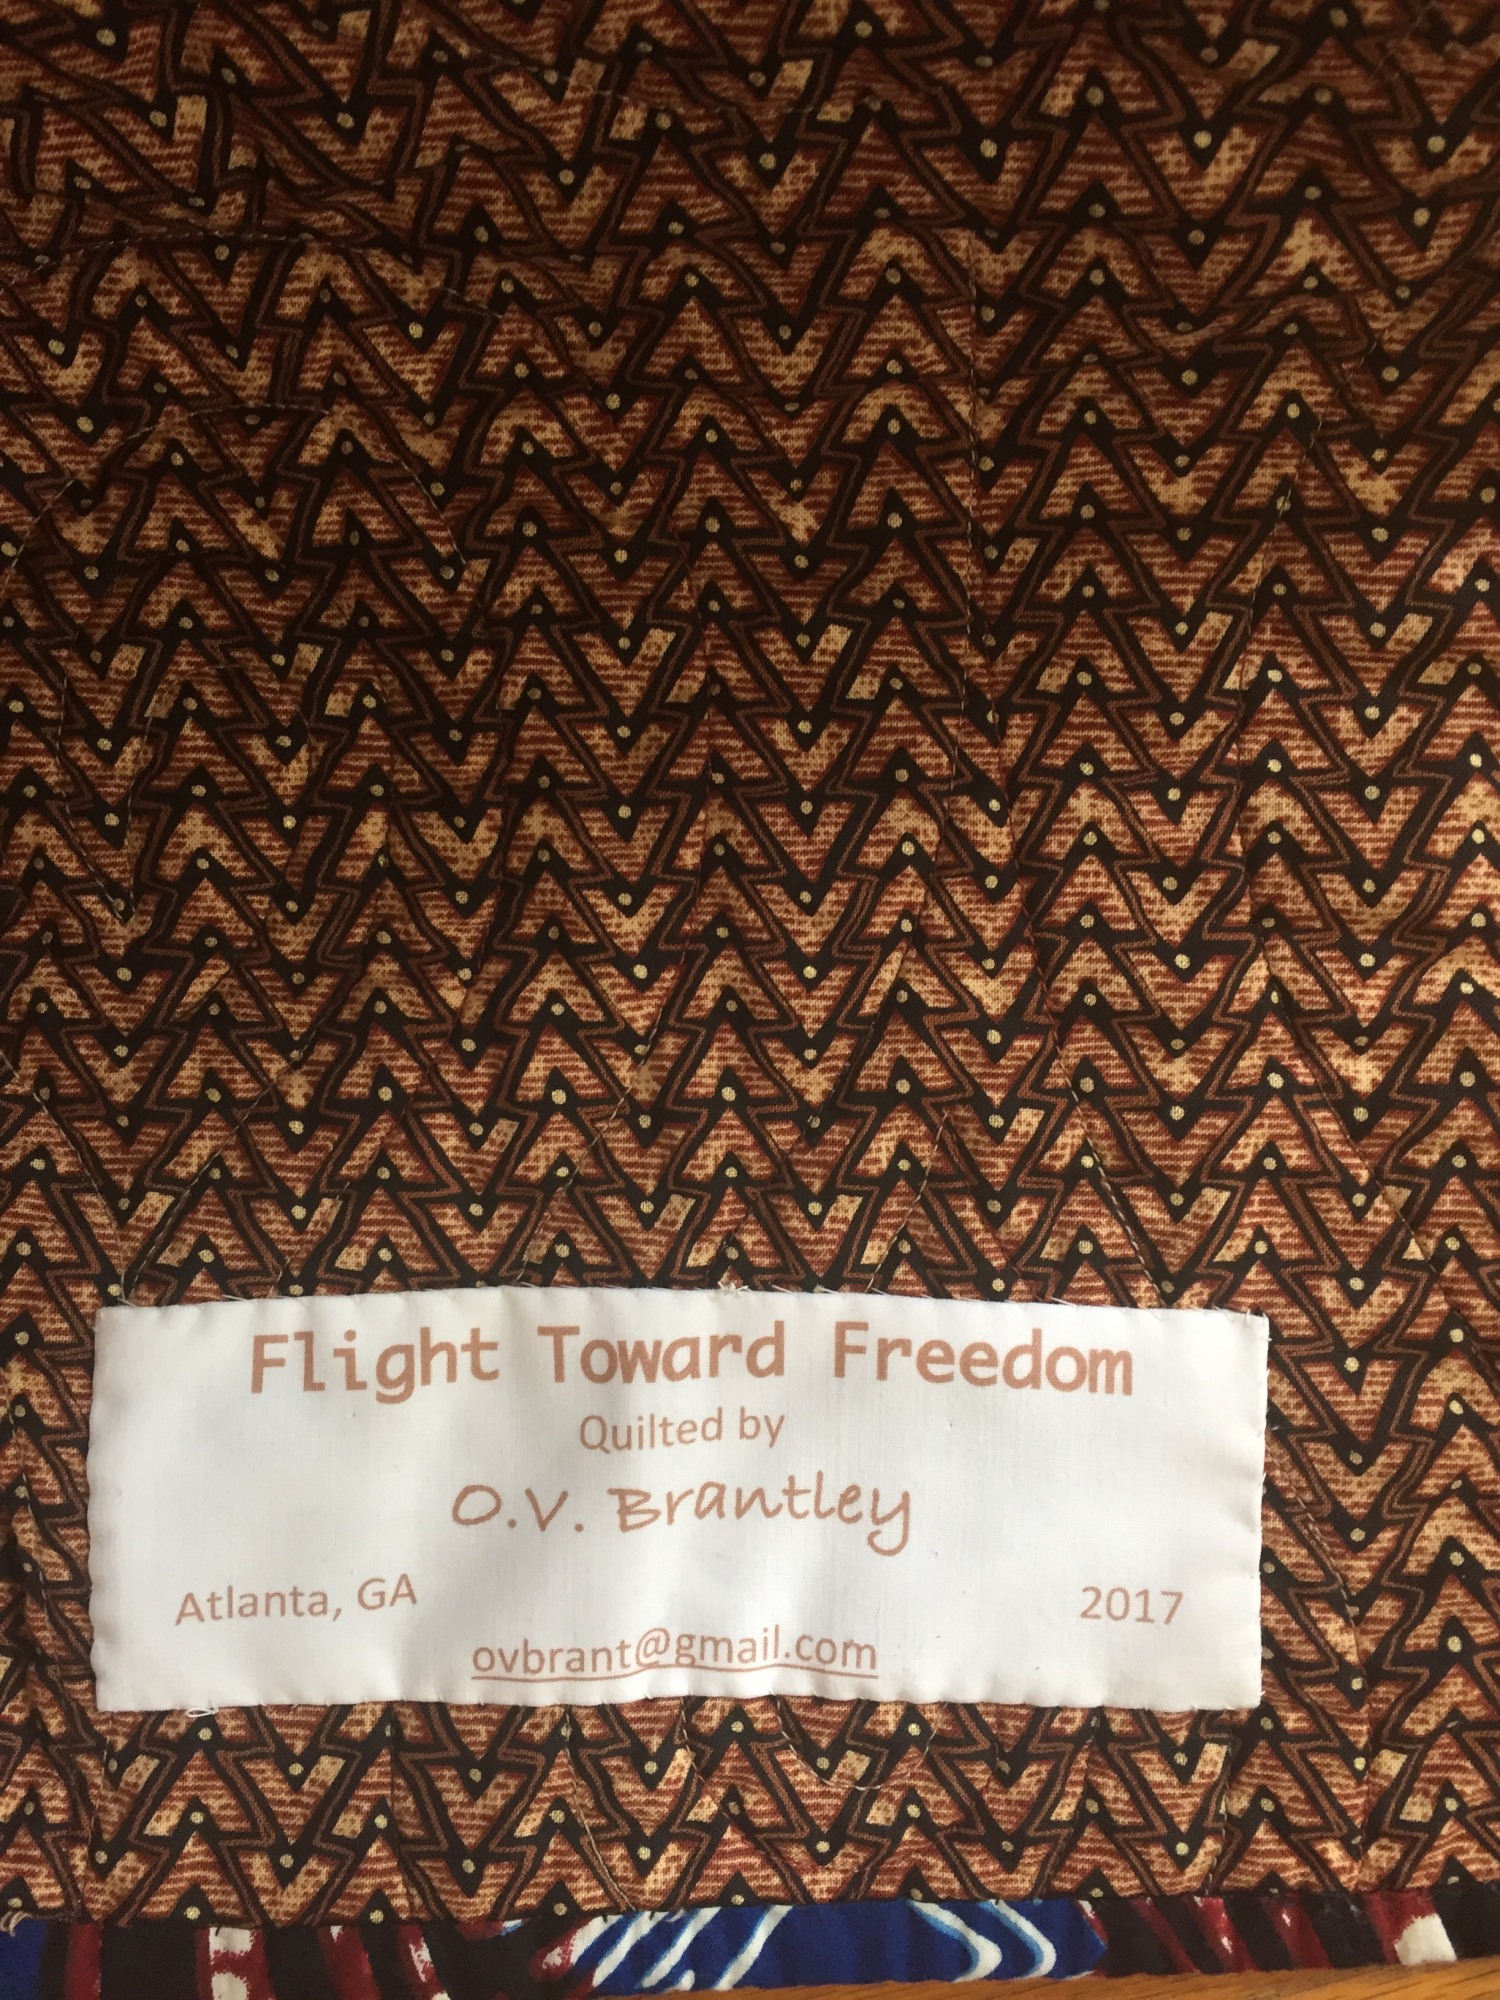 Flight Toward Freedom
Quilted by
O.V. Brantley
Atlanta, GA 2017
ovbrant@gmail.com